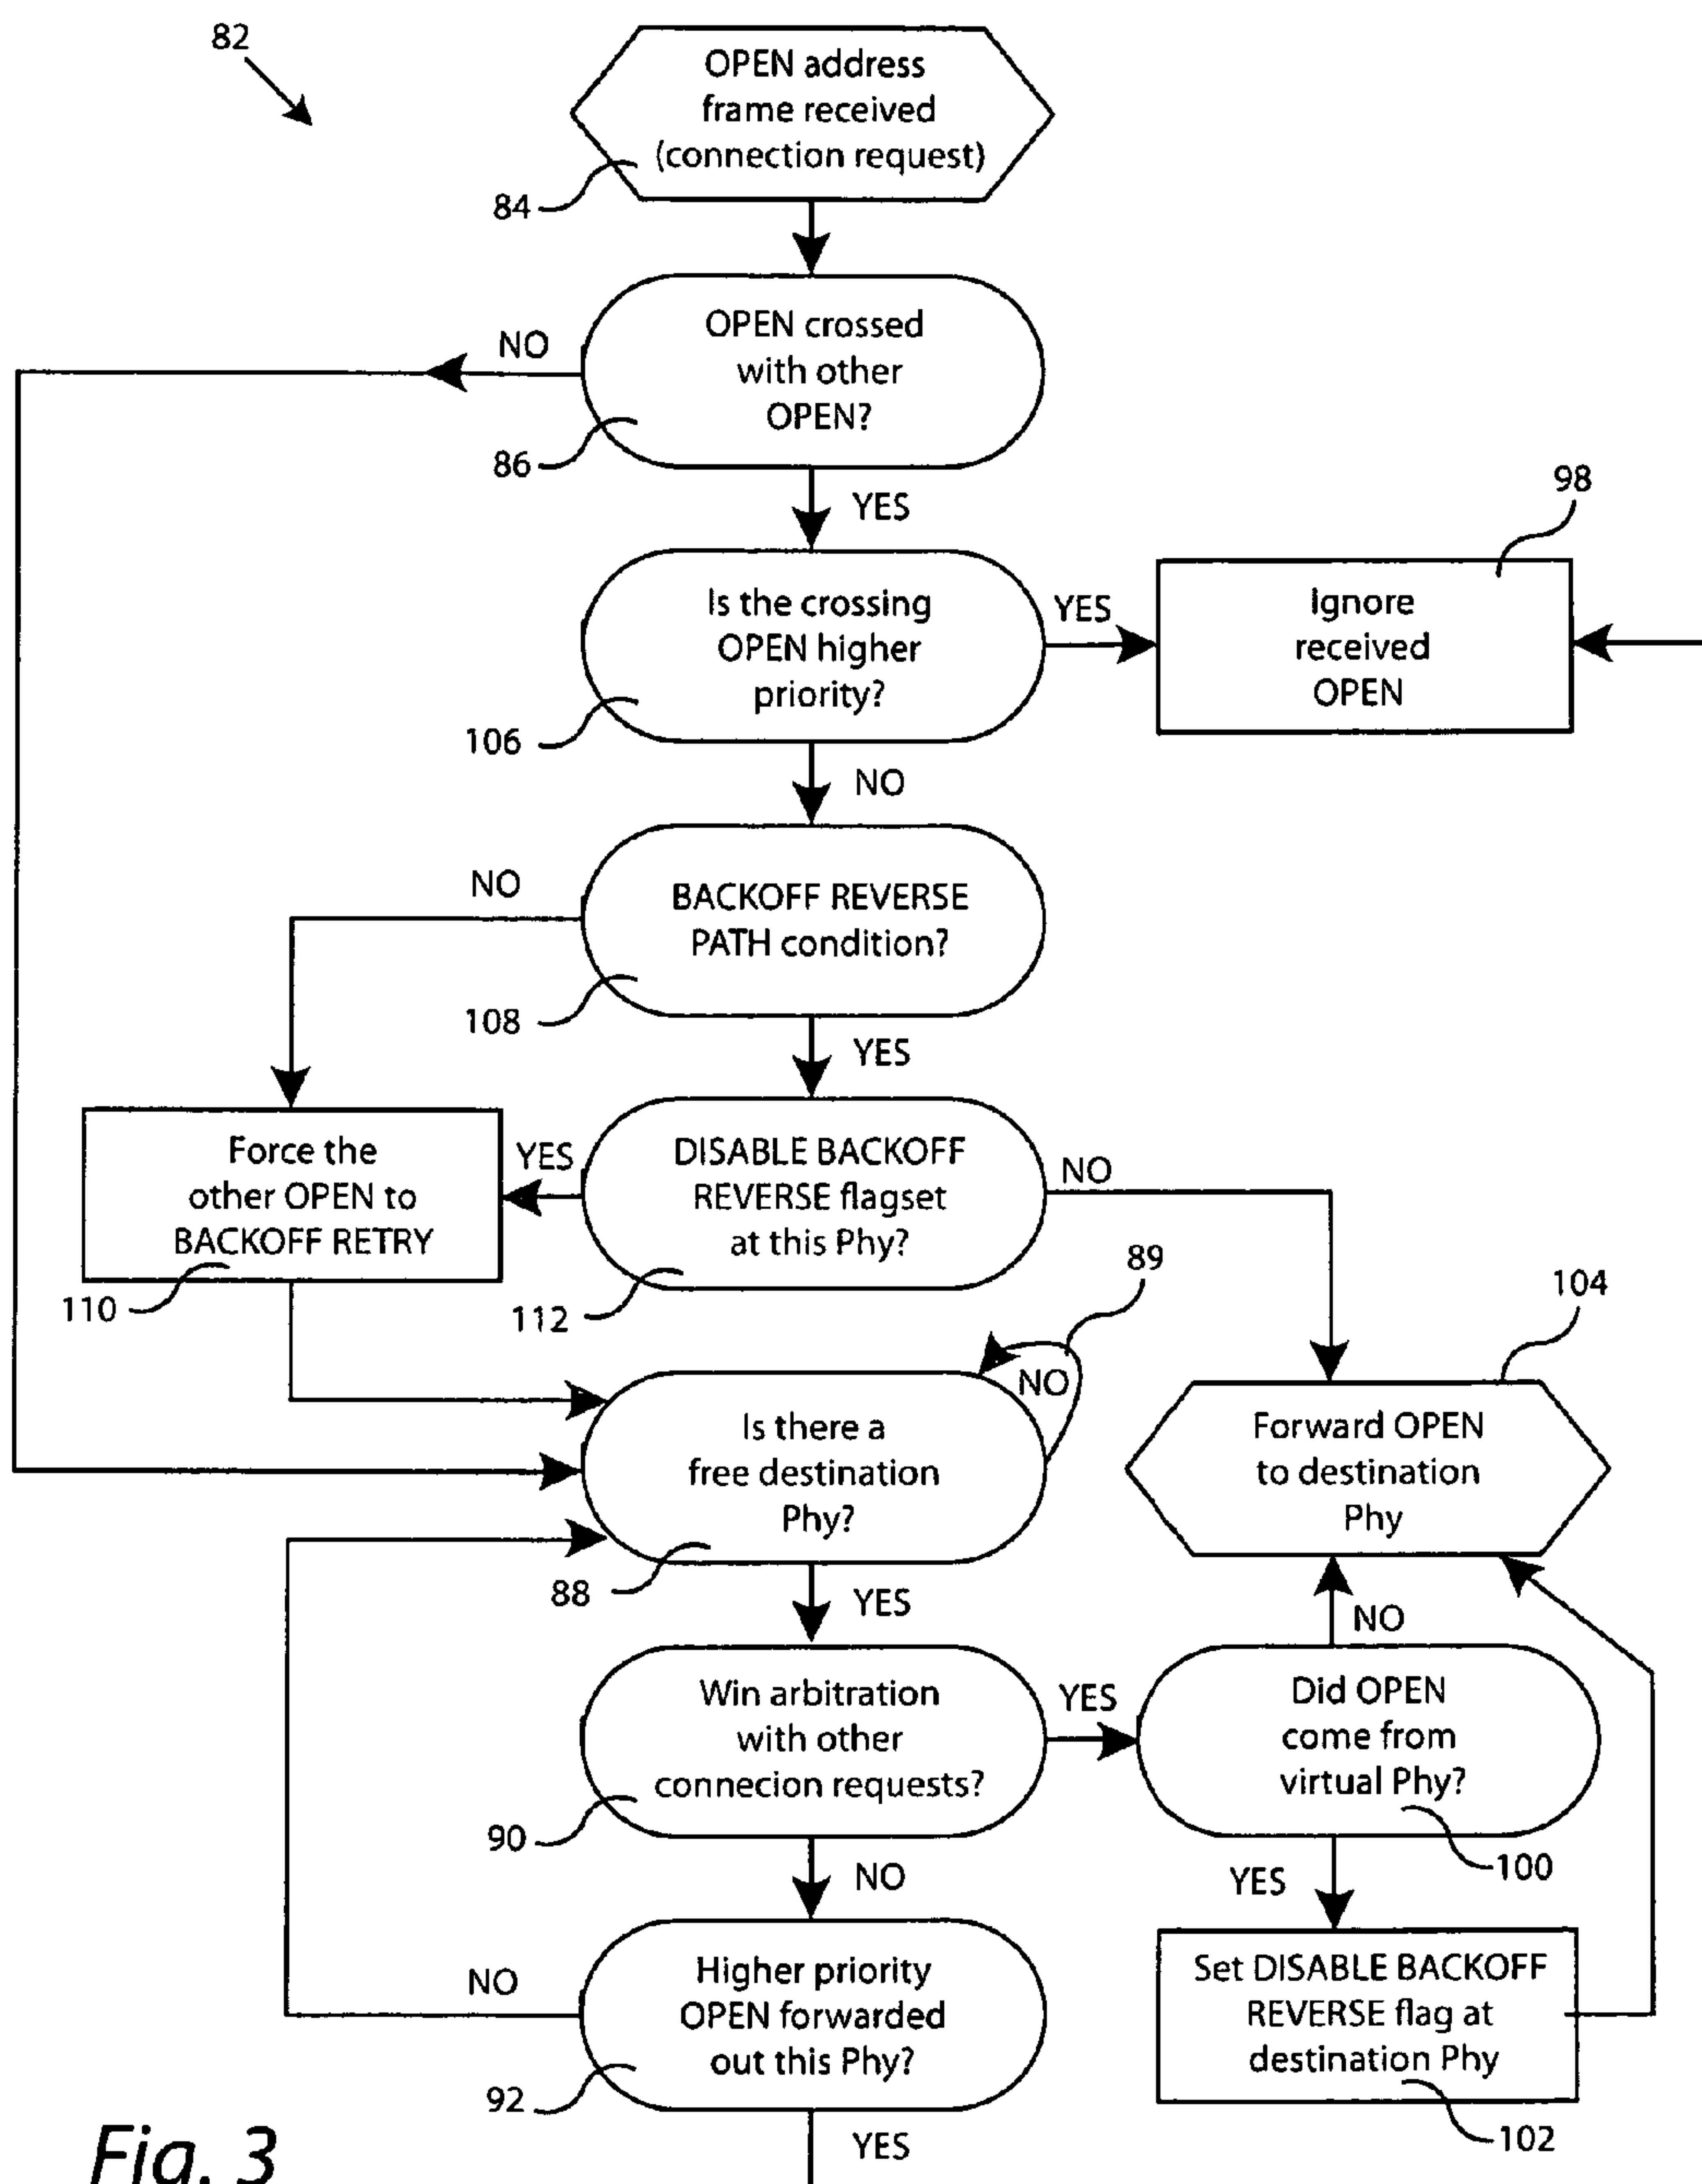 82
OPEN address
frame received
(connection request)
84
OPEN crossed
with other
OPEN?
NO
86
YES
98
Is the crossing
OPEN higher
priority?
YES
Ignore
received
OPEN
106
NO
BACKOFF REVERSE
PATH condition?
NO
108
YES
Force the
other OPEN to
BACKOFF RETRY
YES
DISABLE BACKOFF
REVERSE flagset
at this Phy?
NO
110
112
89
104
NO
Is there a
free destination
Phy?
Forward OPEN
to destination
Phy
88
YES
NO
Win arbitration
with other
connecion requests?
YES
Did OPEN
come from
virtual Phy?
90
100
NO
YES
Higher priority
OPEN forwarded
out this Phy?
NO
Set DISABLE BACKOFF
REVERSE flag at
destination Phy
92
102
YES
Fig. 3